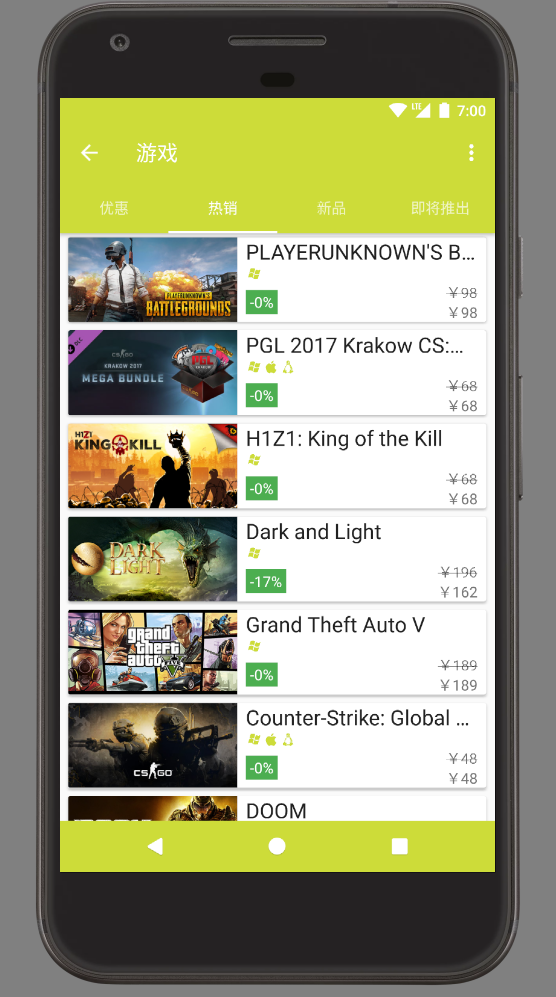 LTE 7:00
游戏
优惠 热销 新品 即将推出
PLAYERUNKNOWN'S B...
PLAYERUNKNOWN'S
BATTLEGROUNDS
-0%
¥98
¥98
DLC
CS:GO
KRAKOW 2017
MEGA BUNDLE
PGL
PGL 2017 Krakow CS:...
-0%
¥68
¥68
H1Z1
KING OF THE KILL
H1Z1: King of the Kill
-0%
¥68
¥68
DARK AND LIGHT
Dark and Light
-17%
¥196
¥162
grand
theft
auto
V
Grand Theft Auto V
-0%
¥189
¥189
CS GO
Counter-Strike: Global ...
-0%
¥48
¥48
DOOM